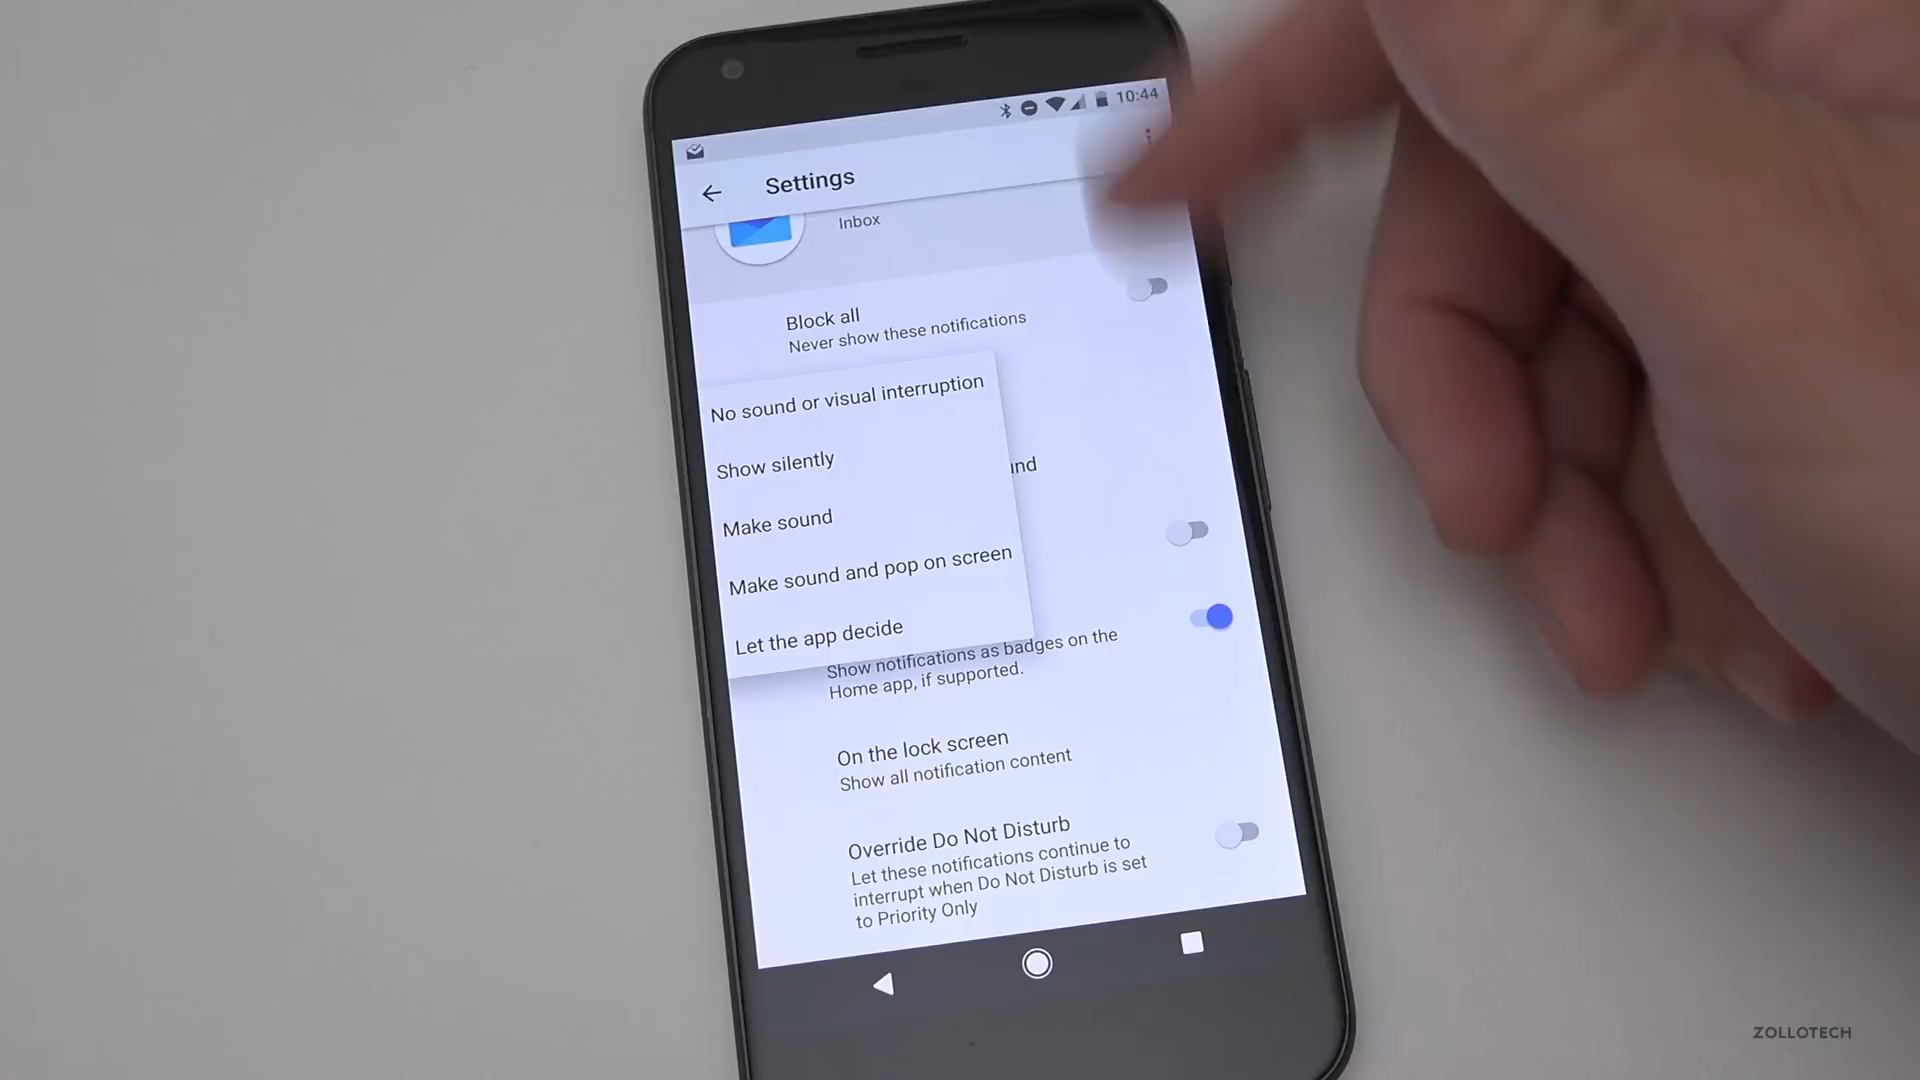 10:44
Settings
Inbox
Block all
Never show these notifications
No sound or visual interruption
Show silently
Make sound
Make sound and pop on screen
Let the app decide
Show notifications as badges on the
Home app, if supported.
On the lock screen
Show all notification content
Override Do Not Disturb
Let these notifications continue to
interrupt when Do Not Disturb is set
to Priority Only
ZOLLOTECH